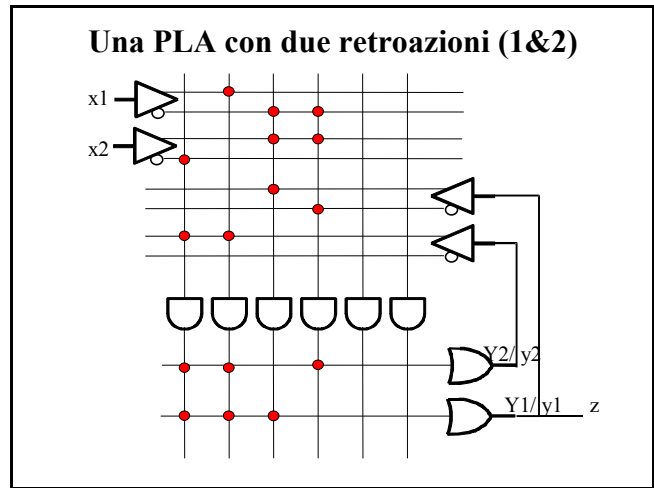 Una PLA con due retroazioni (1&2)
x1
x2
Y2/ y2
Y1/ y1 z